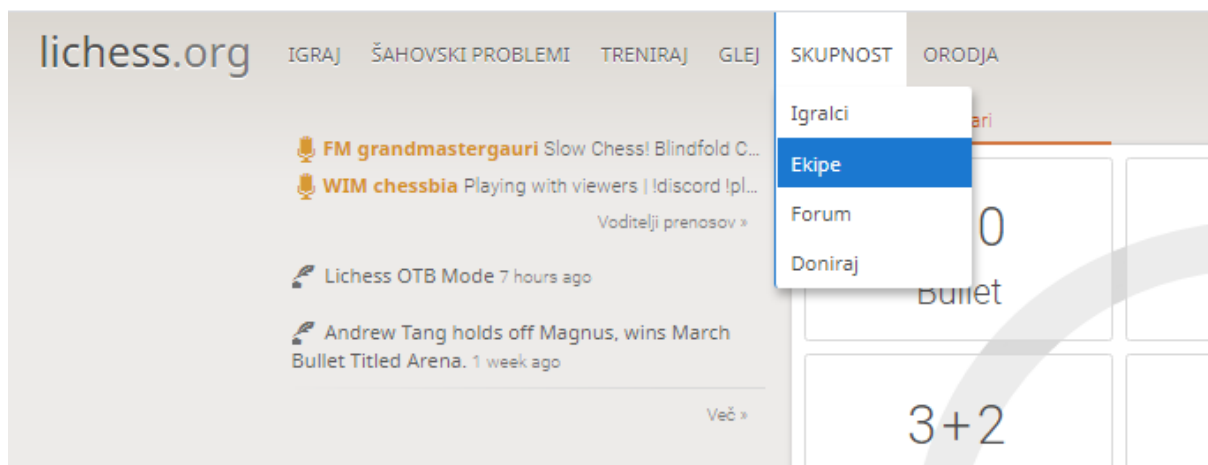 lichess.org IGRAJ ŠAHOVSKI PROBLEMI TRENIRAJ GLEJ SKUPNOST ORODJA
Igralci
Ekipe
Forum
Doniraj
FM grandmastergauri Slow Chess! Blindfold C...
WIM chessbia Playing with viewers | !discord !pl...
Voditelji prenosov »
Lichess OTB Mode 7 hours ago
Andrew Tang holds off Magnus, wins March
Bullet Titled Arena. 1 week ago
Več »
ari
0
Bullet
3+2